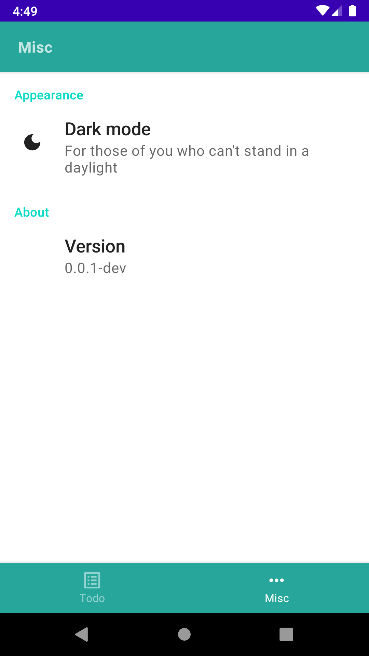 4:49
Misc
Appearance
Dark mode
For those of you who can't stand in a
daylight
About
Version
0.0.1-dev
Todo
Misc